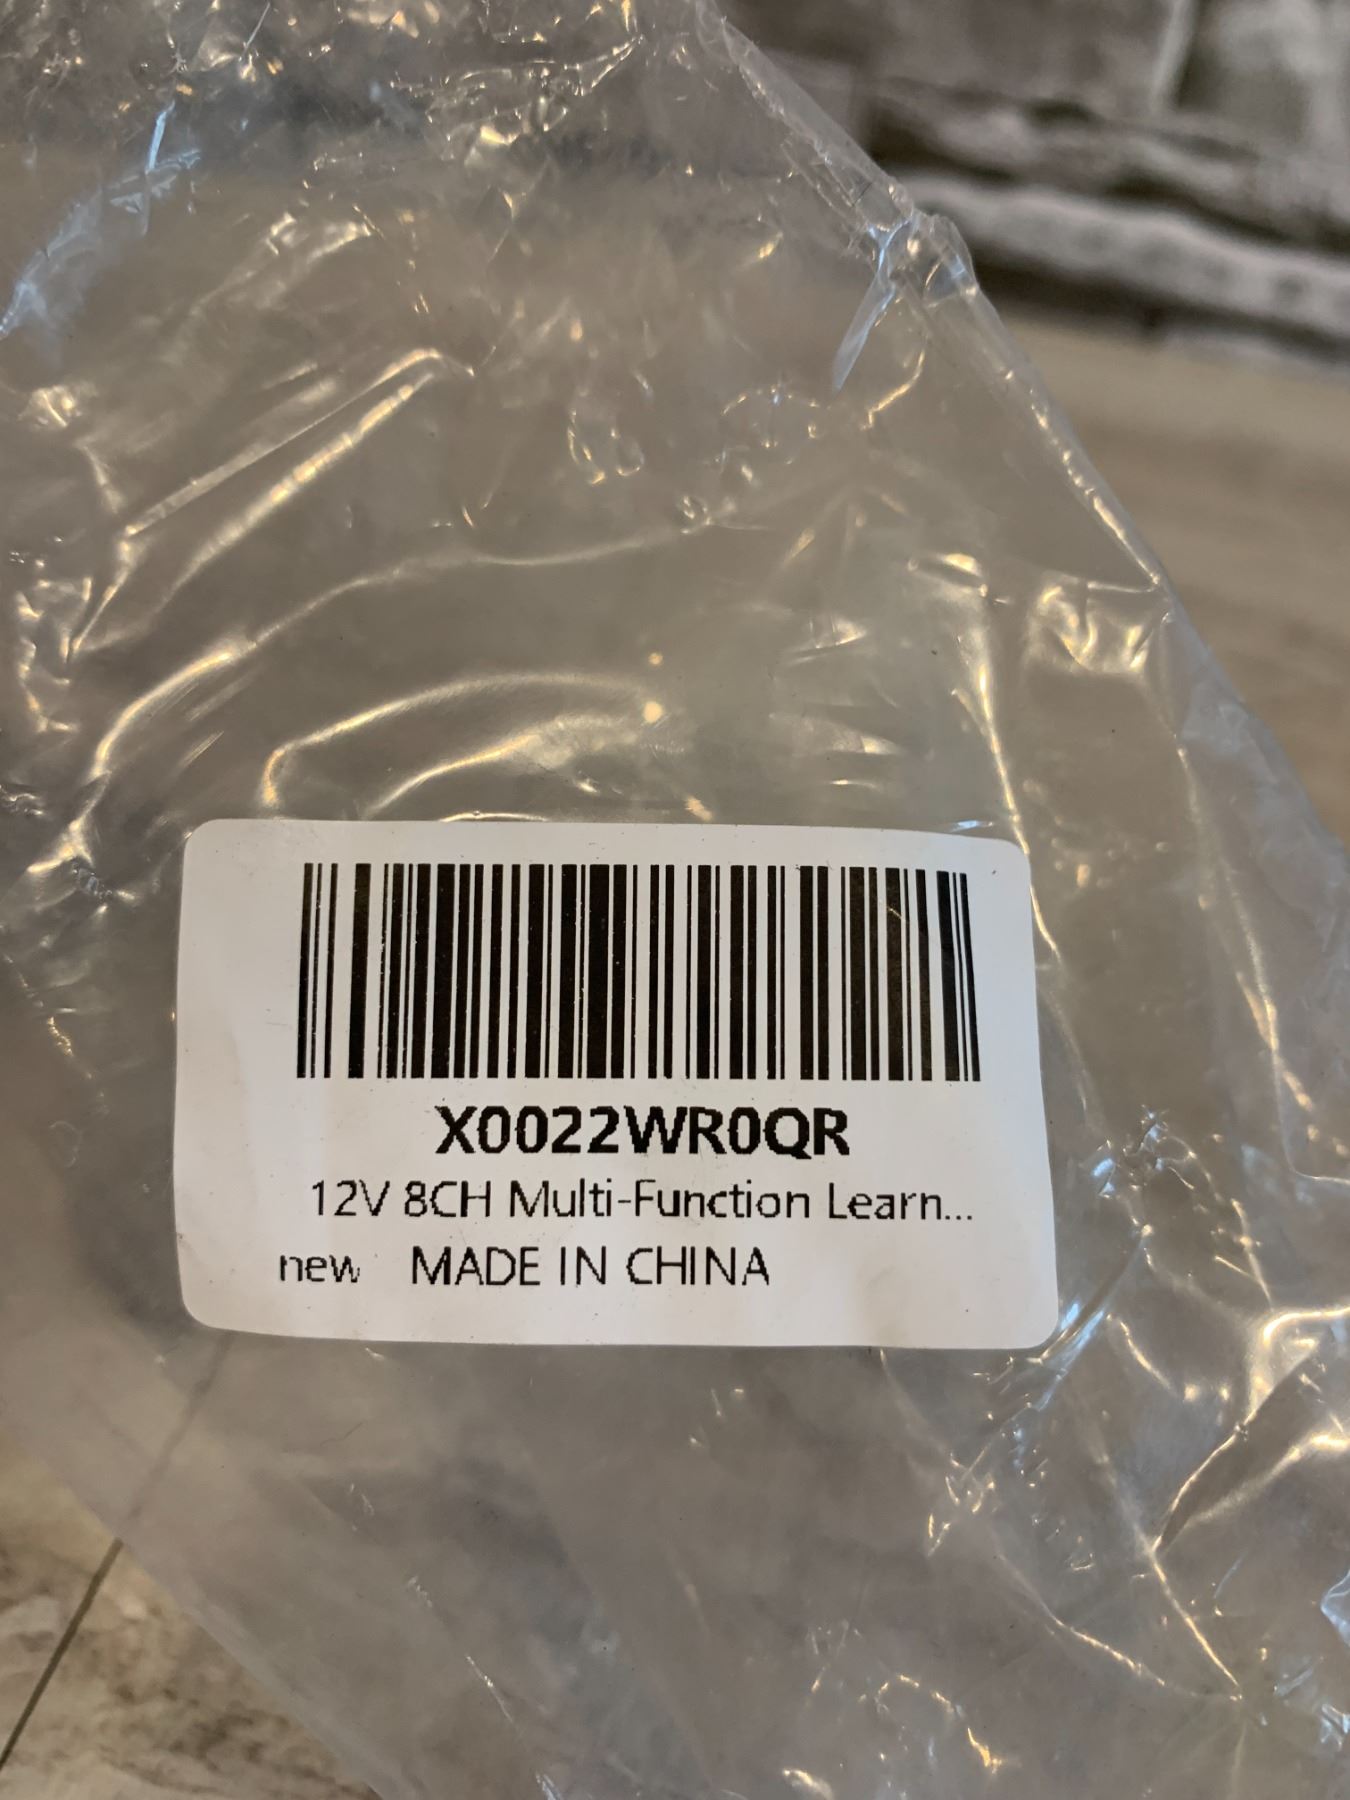 X0022WR0QR
12V 8CH Multi-Function Learn...
new MADE IN CHINA